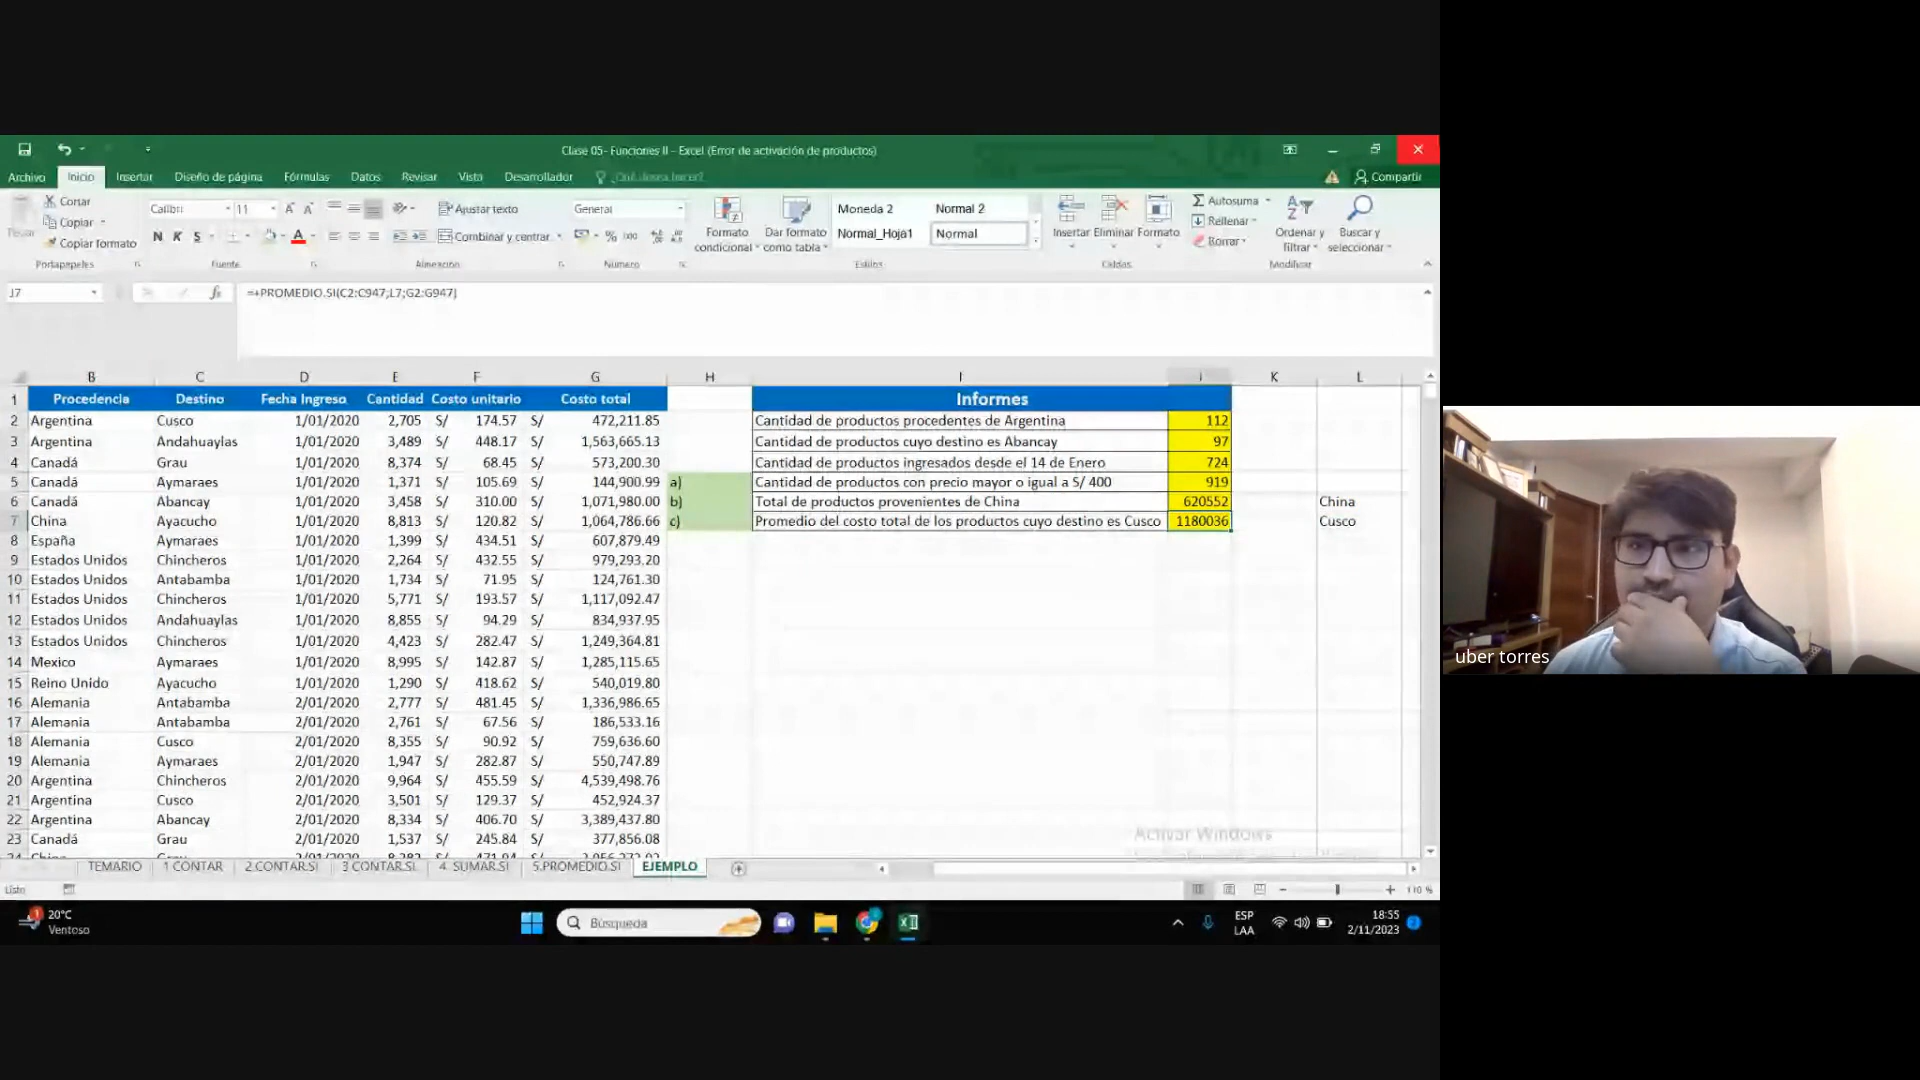 Clase 05- Funciones II - Excel (Error de activación de productos)
Archivo Inicio Insertar Diseño de página Fórmulas Datos Revisar Vista Desarrollador ¿Qué desea hacer? Compartir
Cortar
Copiar
Copiar formato
Portapapeles
Calibri 11
N K S
Fuente
Ajustar texto
Combinar y centrar
Alineación
General
% 000
Número
Formato condicional
Dar formato como tabla
Moneda 2 Normal 2
Normal_Hoja1 Normal
Estilos
Insertar Eliminar Formato
Celdas
Autosuma
Rellenar
Borrar
Ordenar y filtrar
Buscar y seleccionar
Modificar
J7 fx =+PROMEDIO.SI(C2:C947;L7;G2:G947)
B C D E F G H I J K L
1 Procedencia Destino Fecha Ingreso Cantidad Costo unitario Costo total Informes
2 Argentina Cusco 1/01/2020 2,705 S/ 174.57 S/ 472,211.85 Cantidad de productos procedentes de Argentina 112
3 Argentina Andahuaylas 1/01/2020 3,489 S/ 448.17 S/ 1,563,665.13 Cantidad de productos cuyo destino es Abancay 97
4 Canadá Grau 1/01/2020 8,374 S/ 68.45 S/ 573,200.30 Cantidad de productos ingresados desde el 14 de Enero 724
5 Canadá Aymaraes 1/01/2020 1,371 S/ 105.69 S/ 144,900.99 a) Cantidad de productos con precio mayor o igual a S/ 400 919
6 Canadá Abancay 1/01/2020 3,458 S/ 310.00 S/ 1,071,980.00 b) Total de productos provenientes de China 620552 China
7 China Ayacucho 1/01/2020 8,813 S/ 120.82 S/ 1,064,786.66 c) Promedio del costo total de los productos cuyo destino es Cusco 1180036 Cusco
8 España Aymaraes 1/01/2020 1,399 S/ 434.51 S/ 607,879.49
9 Estados Unidos Chincheros 1/01/2020 2,264 S/ 432.55 S/ 979,293.20
10 Estados Unidos Antabamba 1/01/2020 1,734 S/ 71.95 S/ 124,761.30
11 Estados Unidos Chincheros 1/01/2020 5,771 S/ 193.57 S/ 1,117,092.47
12 Estados Unidos Andahuaylas 1/01/2020 8,855 S/ 94.29 S/ 834,937.95
13 Estados Unidos Chincheros 1/01/2020 4,423 S/ 282.47 S/ 1,249,364.81
14 Mexico Aymaraes 1/01/2020 8,995 S/ 142.87 S/ 1,285,115.65
15 Reino Unido Ayacucho 1/01/2020 1,290 S/ 418.62 S/ 540,019.80
16 Alemania Antabamba 2/01/2020 2,777 S/ 481.45 S/ 1,336,986.65
17 Alemania Antabamba 2/01/2020 2,761 S/ 67.56 S/ 186,533.16
18 Alemania Cusco 2/01/2020 8,355 S/ 90.92 S/ 759,636.60
19 Alemania Aymaraes 2/01/2020 1,947 S/ 282.87 S/ 550,747.89
20 Argentina Chincheros 2/01/2020 9,964 S/ 455.59 S/ 4,539,498.76
21 Argentina Cusco 2/01/2020 3,501 S/ 129.37 S/ 452,924.37
22 Argentina Abancay 2/01/2020 8,334 S/ 406.70 S/ 3,389,437.80
23 Canadá Grau 2/01/2020 1,537 S/ 245.84 S/ 377,856.08
Activar Windows
TEMARIO 1 CONTAR 2.CONTAR.SI 3 CONTAR.SI. 4. SUMAR.SI 5.PROMEDIO.SI EJEMPLO
Listo 110 %
20°C
Ventoso
Búsqueda
ESP
LAA
18:55
2/11/2023
uber torres